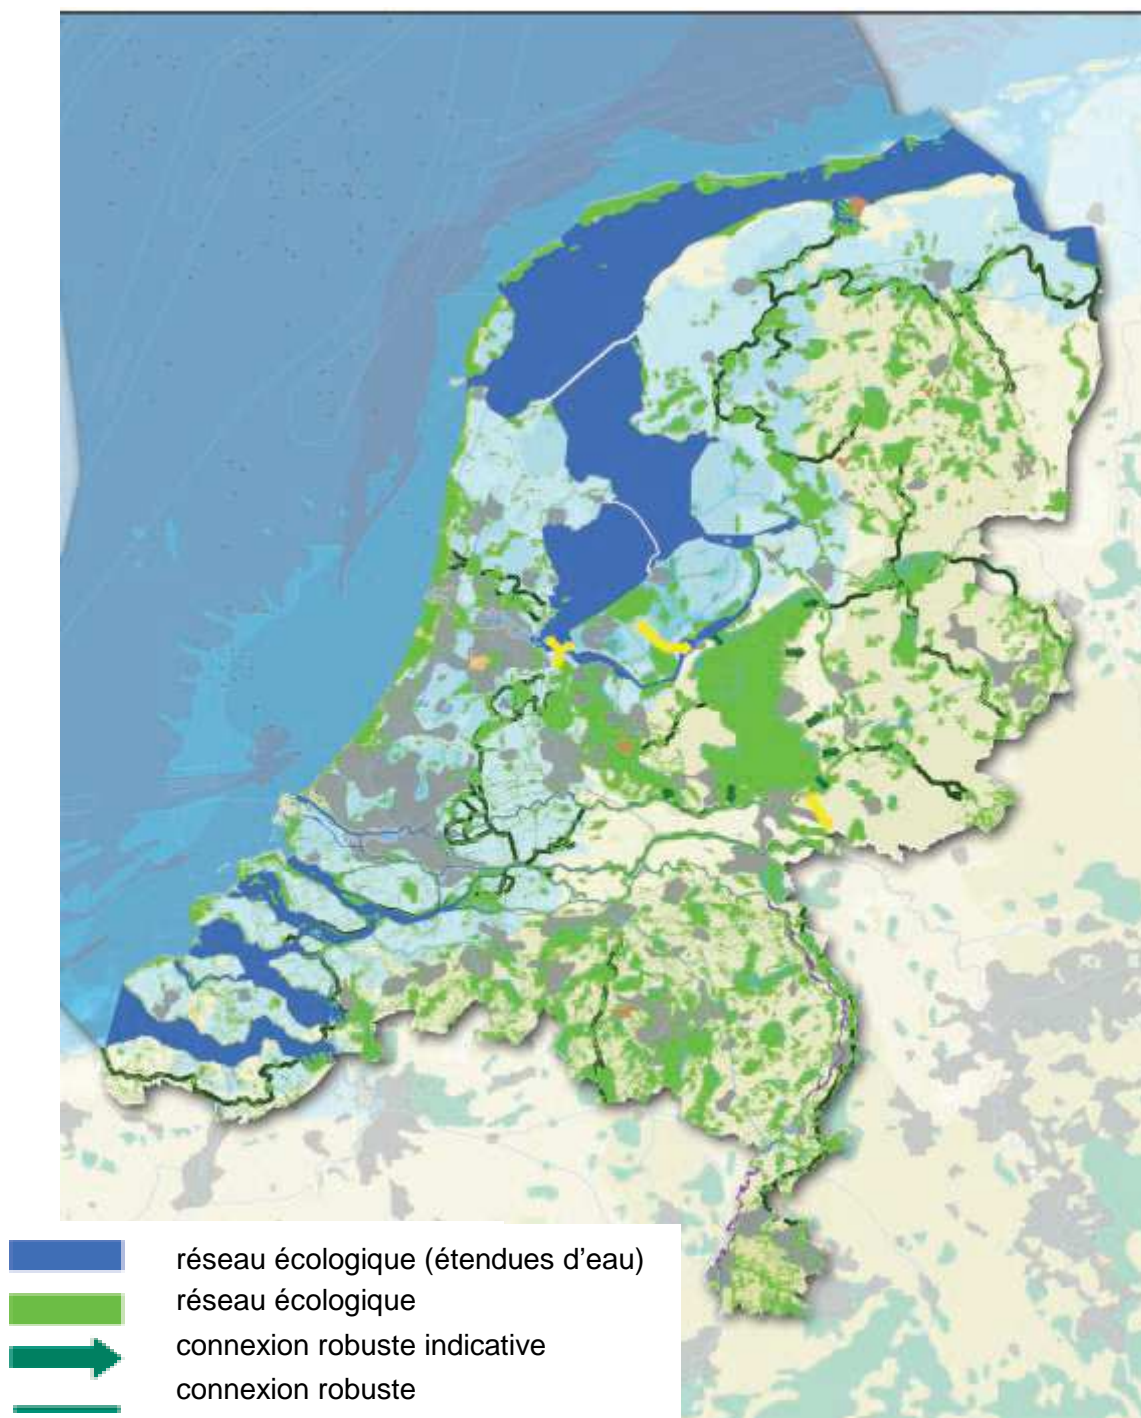 réseau écologique (étendues d’eau)
réseau écologique
connexion robuste indicative
connexion robuste